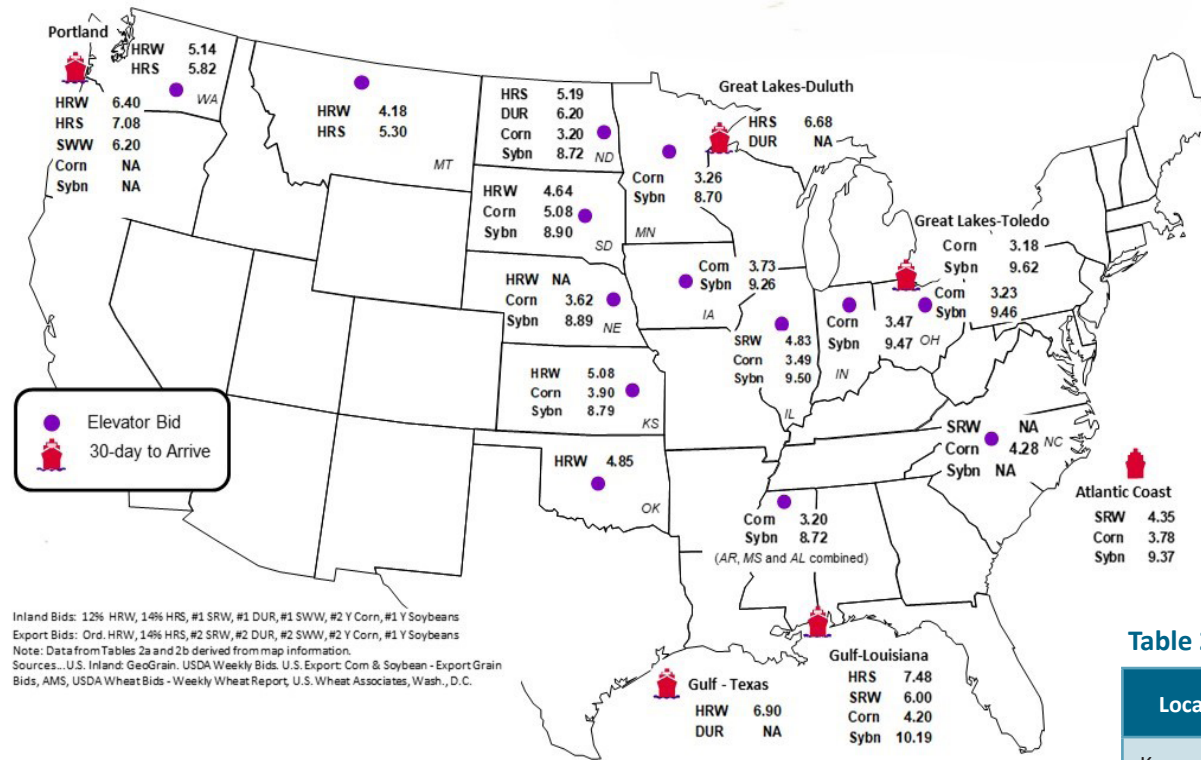 Portland
HRW 5.14
HRS 5.82
WA
HRW 6.40
HRS 7.08
SWW 6.20
Corn NA
Sybn NA
HRW 4.18
HRS 5.30
MT
HRS 5.19
DUR 6.20
Corn 3.20
Sybn 8.72
ND
Great Lakes-Duluth
HRS 6.68
DUR NA
Corn 3.26
Sybn 8.70
MN
HRW 4.64
Corn 5.08
Sybn 8.90
SD
Great Lakes-Toledo
Corn 3.18
Sybn 9.62
Corn 3.23
Sybn 9.46
OH
HRW NA
Corn 3.62
Sybn 8.89
NE
Corn 3.73
Sybn 9.26
IA
SRW 4.83
Corn 3.49
Sybn 9.50
IL
Corn 3.47
Sybn 9.47
IN
HRW 5.08
Corn 3.90
Sybn 8.79
KS
Elevator Bid
30-day to Arrive
HRW 4.85
OK
SRW NA
Corn 4.28
Sybn NA
NC
Atlantic Coast
SRW 4.35
Corn 3.78
Sybn 9.37
Corn 3.20
Sybn 8.72
(AR, MS and AL combined)
Inland Bids: 12% HRW, 14% HRS, #1 SRW, #1 DUR, #1 SWW, #2 Y Corn, #1 Y Soybeans
Export Bids: Ord. HRW, 14% HRS, #2 SRW, #2 DUR, #2 SWW, #2 Y Corn, #1 Y Soybeans
Note: Data from Tables 2a and 2b derived from map information.
Sources...U.S. Inland: GeoGrain. USDA Weekly Bids. U.S. Export: Corn & Soybean - Export Grain
Bids, AMS, USDA Wheat Bids - Weekly Wheat Report, U.S. Wheat Associates, Wash., D.C.
Gulf - Texas
HRW 6.90
DUR NA
Gulf-Louisiana
HRS 7.48
SRW 6.00
Corn 4.20
Sybn 10.19
Table
Loca